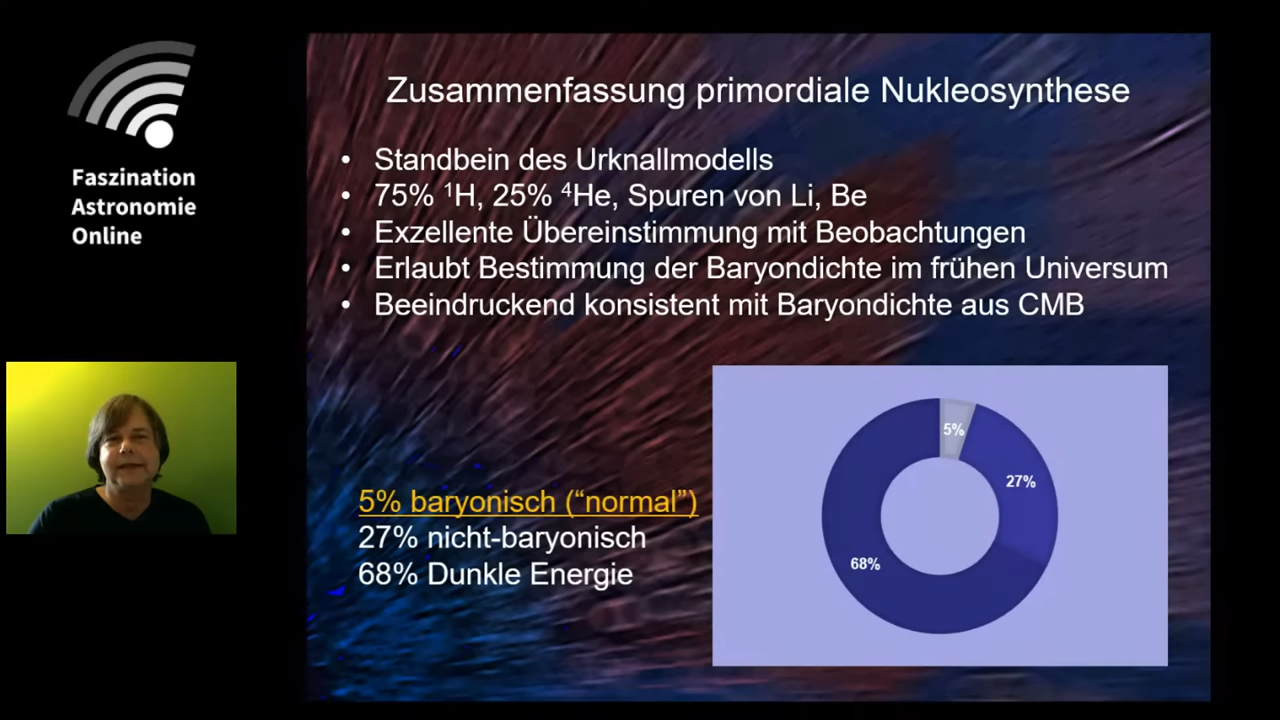 Faszination
Astronomie
Online
Zusammenfassung primordiale Nukleosynthese
• Standbein des Urknallmodells
• 75% ¹H, 25% ⁴He, Spuren von Li, Be
• Exzellente Übereinstimmung mit Beobachtungen
• Erlaubt Bestimmung der Baryondichte im frühen Universum
• Beeindruckend konsistent mit Baryondichte aus CMB
5% baryonisch (“normal”)
27% nicht-baryonisch
68% Dunkle Energie
5%
27%
68%